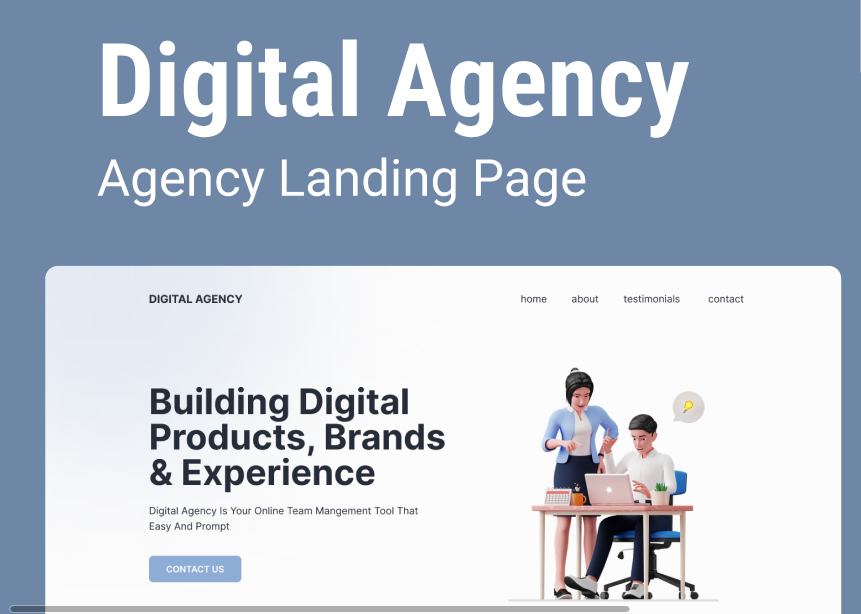 Digital Agency
Agency Landing Page
DIGITAL AGENCY
home about testimonials contact
Building Digital
Products, Brands
& Experience
Digital Agency Is Your Online Team Mangement Tool That
Easy And Prompt
CONTACT US